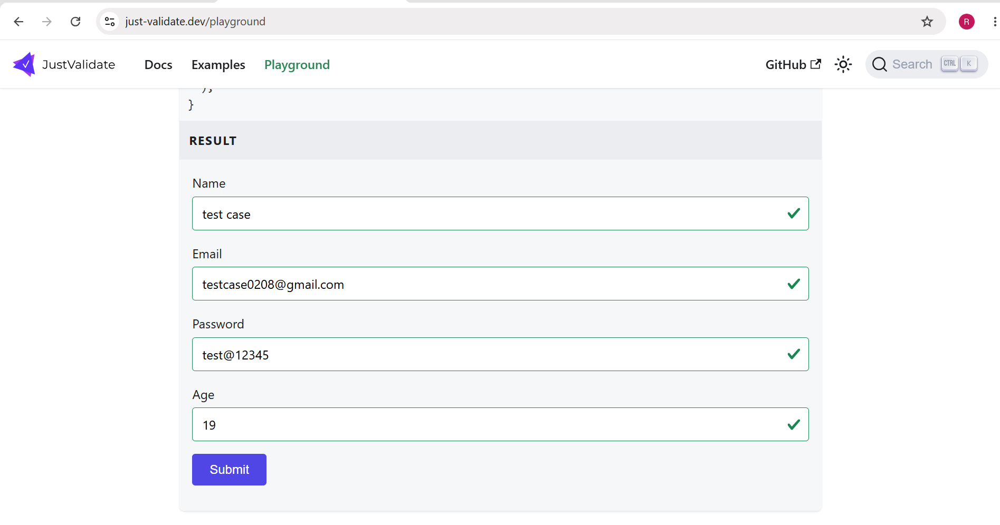 just-validate.dev/playground
R
JustValidate
Docs
Examples
Playground
GitHub
Search
CTRL
K
);
}
RESULT
Name
test case
Email
testcase0208@gmail.com
Password
test@12345
Age
19
Submit